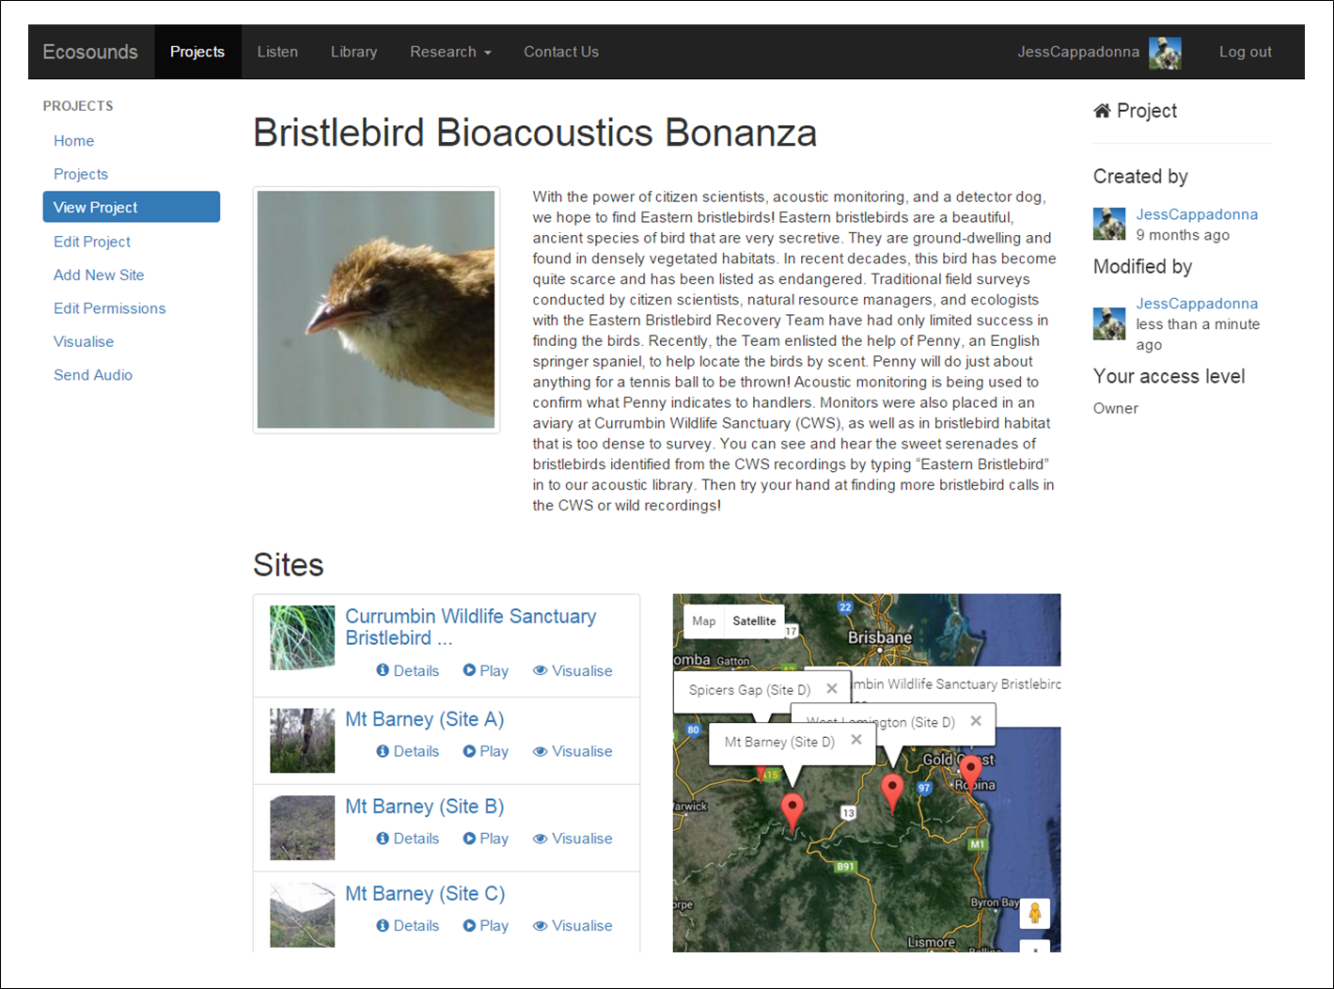 Ecosounds Projects Listen Library Research Contact Us JessCappadonna Log out
PROJECTS
Home
Projects
View Project
Edit Project
Add New Site
Edit Permissions
Visualise
Send Audio
Bristlebird Bioacoustics Bonanza
With the power of citizen scientists, acoustic monitoring, and a detector dog,
we hope to find Eastern bristlebirds! Eastern bristlebirds are a beautiful,
ancient species of bird that are very secretive. They are ground-dwelling and
found in densely vegetated habitats. In recent decades, this bird has become
quite scarce and has been listed as endangered. Traditional field surveys
conducted by citizen scientists, natural resource managers, and ecologists
with the Eastern Bristlebird Recovery Team have had only limited success in
finding the birds. Recently, the Team enlisted the help of Penny, an English
springer spaniel, to help locate the birds by scent. Penny will do just about
anything for a tennis ball to be thrown! Acoustic monitoring is being used to
confirm what Penny indicates to handlers. Monitors were also placed in an
aviary at Currumbin Wildlife Sanctuary (CWS), as well as in bristlebird habitat
that is too dense to survey. You can see and hear the sweet serenades of
bristlebirds identified from the CWS recordings by typing “Eastern Bristlebird”
in to our acoustic library. Then try your hand at finding more bristlebird calls in
the CWS or wild recordings!
Project
Created by
JessCappadonna
9 months ago
Modified by
JessCappadonna
less than a minute
ago
Your access level
Owner
Sites
Currumbin Wildlife Sanctuary
Bristlebird ...
Details Play Visualise
Mt Barney (Site A)
Details Play Visualise
Mt Barney (Site B)
Details Play Visualise
Mt Barney (Site C)
Details Play Visualise
Map Satellite
22
17
Brisbane
omba Gatton
mbin Wildlife Sanctuary Bristlebird
Spicers Gap (Site D)
West Lamington (Site D)
80
Mt Barney (Site D)
Gold
st
A15
97
Robina
arwick
13
M1
B91
Byron Bay
Lismore